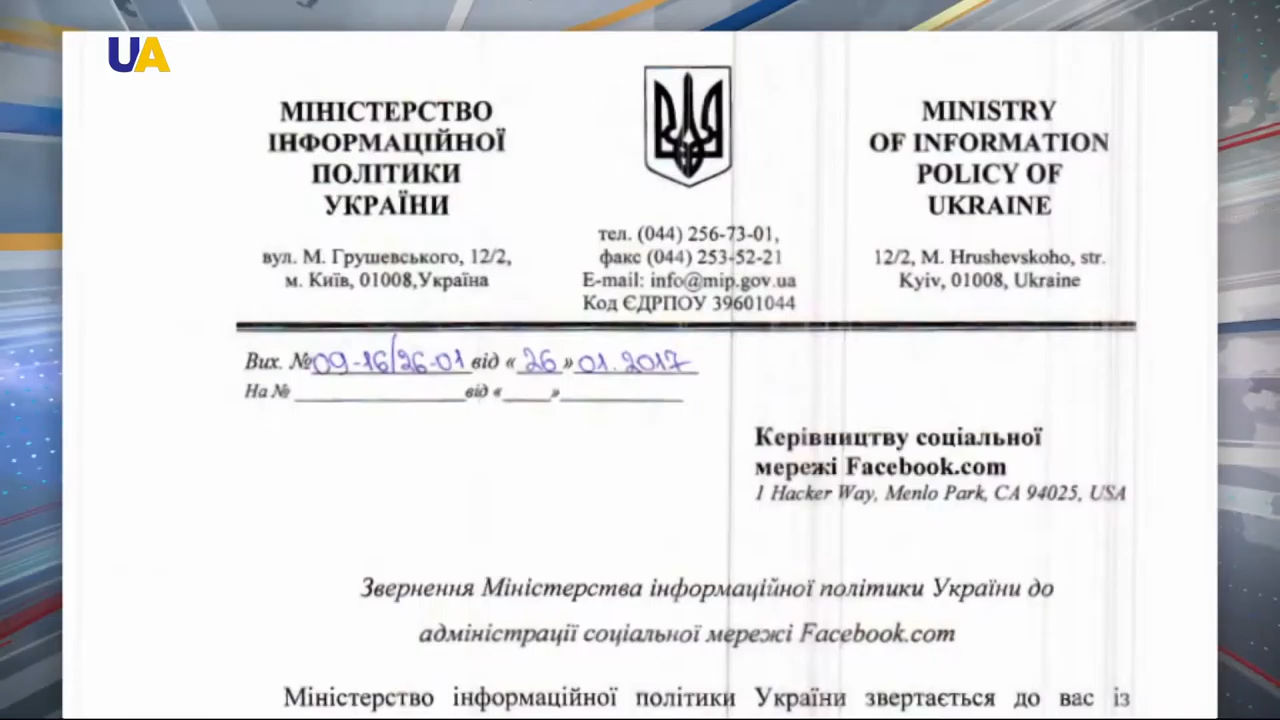 UA
МІНІСТЕРСТВО
ІНФОРМАЦІЙНОЇ
ПОЛІТИКИ
УКРАЇНИ
вул. М. Грушевського, 12/2,
м. Київ, 01008,Україна
тел. (044) 256-73-01,
факс (044) 253-52-21
E-mail: info@mip.gov.ua
Код ЄДРПОУ 39601044
MINISTRY
OF INFORMATION
POLICY OF
UKRAINE
12/2, M. Hrushevskoho, str.
Kyiv, 01008, Ukraine
Вих. №09-16/26-01 від « 26 » 01.2017
На № ______________ від «____»__________
Керівництву соціальної
мережі Facebook.com
1 Hacker Way, Menlo Park, CA 94025, USA
Звернення Міністерства інформаційної політики України до
адміністрації соціальної мережі Facebook.com
Міністерство інформаційної політики України звертається до вас із